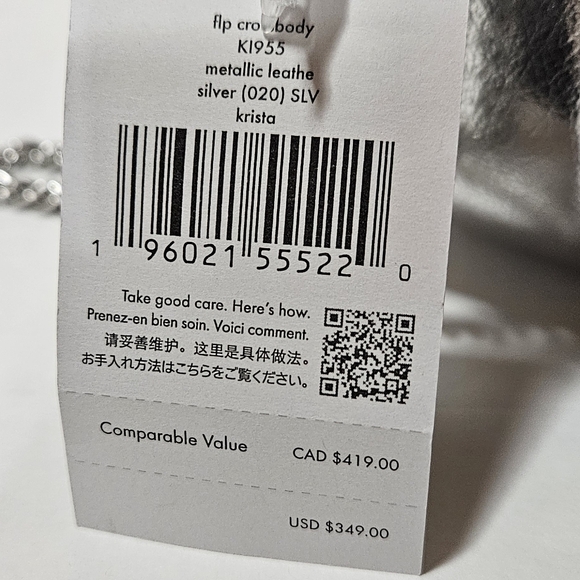 flp
KI955
metallic leathe
silver (020) SLV
krista
1 96021 55522 0
Take good care. Here's how.
Prenez-en bien soin. Voici comment.
请妥善维护。这里是具体做法。
お手入れ方法はこちらをご覧ください。
Comparable Value CAD $419.00
USD $349.00